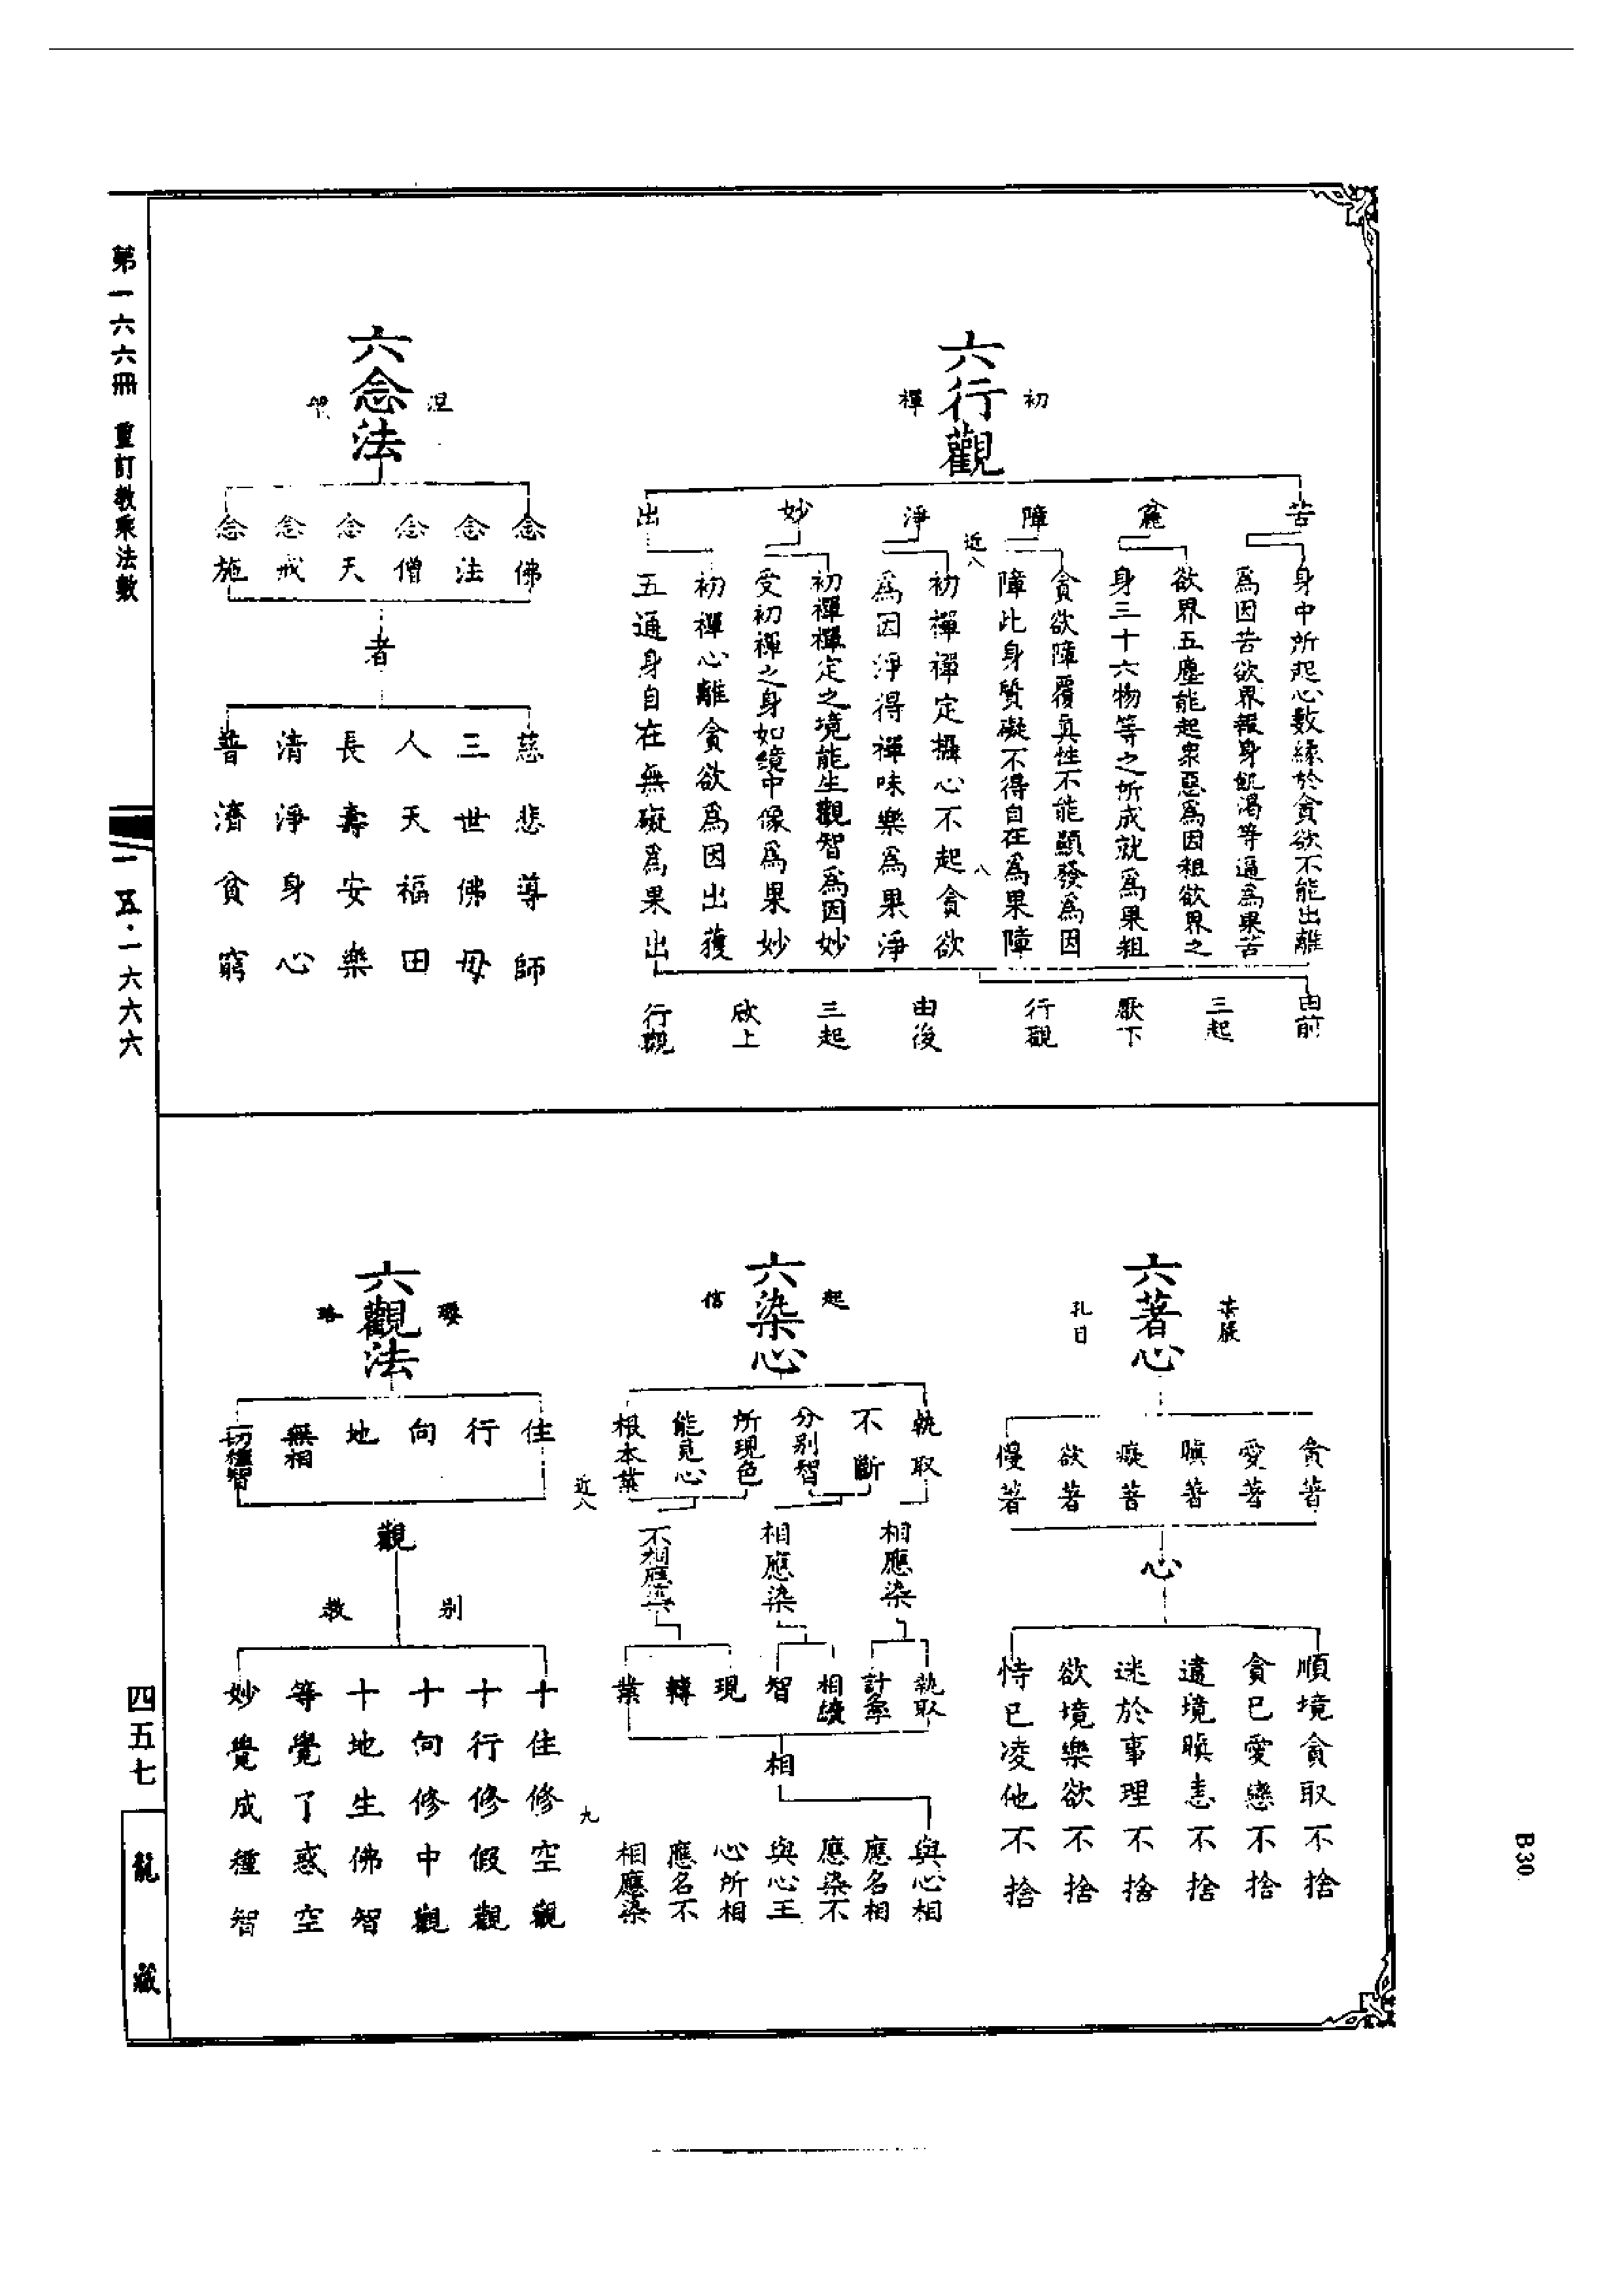 六行觀
初
禪
苦
麁
障
淨
妙
出
身中所起心數緣於貪欲不能出離
為因苦欲界報身飢渴等逼為果苦
欲界五塵能起衆惡為因粗欲界之
身三十六物等之所成就為果粗
貪欲障覆真性不能顯發為因
障此身質礙不得自在為果障
近八
八
初禪禪定攝心不起貪欲
為因淨得禪味樂為果淨
初禪禪定之境能生觀智為因妙
受初禪之身如鏡中像為果妙
初禪心離貪欲為因出獲
五通身自在無礙為果出
由前
三起
厭下
行觀
由後
三起
欣上
行觀
六念法
涅
槃
念佛
念法
念僧
念天
念戒
念施
者
慈悲導師
三世佛母
人天福田
長壽安樂
清淨身心
普濟貧窮
六著心
孔目
貪著
愛著
瞋著
癡著
欲著
慢著
心
順境貪取不捨
貪已愛戀不捨
違境瞋恚不捨
迷於事理不捨
欲境樂欲不捨
恃已凌他不捨
六染心
起
信
執取
不斷
分別智
所現色
能見心
根本業
相應染
相應染
不相應染
執取
計名
相續
智
現
轉
業
相
與心相
應名相
應染不
與心王
心所相
應名不
相應染
近八
九
六觀法
瓔
珞
住
行
向
地
無相
一切種智
觀
別
教
十住修空觀
十行修假觀
十向修中觀
十地生佛智
等覺了惑空
妙覺成種智
第一六六冊 重訂教乘法數
一五·一六六六
四五七
龍藏
B30